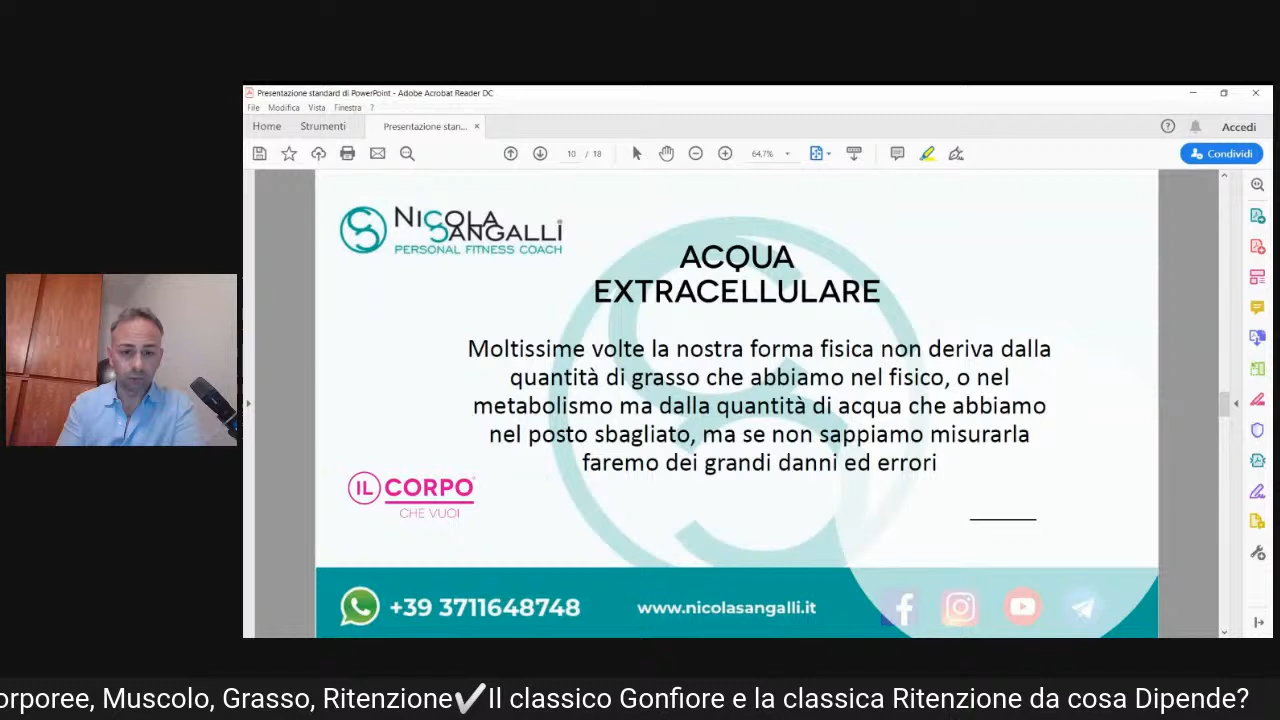 Presentazione standard di PowerPoint - Adobe Acrobat Reader DC
File Modifica Vista Finestra ?
Home Strumenti Presentazione stan... × Accedi
10 / 18 64,7% Condividi
NICOLA
SANGALLI
PERSONAL FITNESS COACH
ACQUA
EXTRACELLULARE
Moltissime volte la nostra forma fisica non deriva dalla
quantità di grasso che abbiamo nel fisico, o nel
metabolismo ma dalla quantità di acqua che abbiamo
nel posto sbagliato, ma se non sappiamo misurarla
faremo dei grandi danni ed errori
IL CORPO
CHE VUOI
+39 3711648748 www.nicolasangalli.it
orporee, Muscolo, Grasso, Ritenzione✔Il classico Gonfiore e la classica Ritenzione da cosa Dipende?